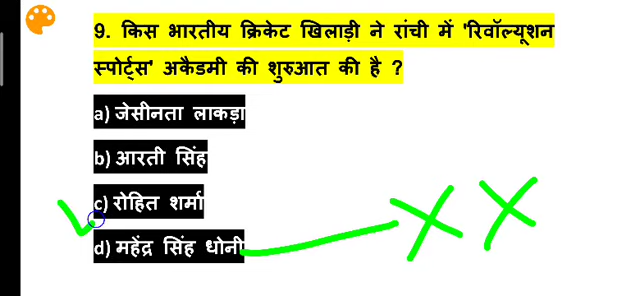 9. किस भारतीय क्रिकेट खिलाड़ी ने रांची में 'रिवॉल्यूशन
स्पोर्ट्स' अकैडमी की शुरुआत की है ?
a) जेसीनता लाकड़ा
b) आरती सिंह
c) रोहित शर्मा
d) महेंद्र सिंह धोनी